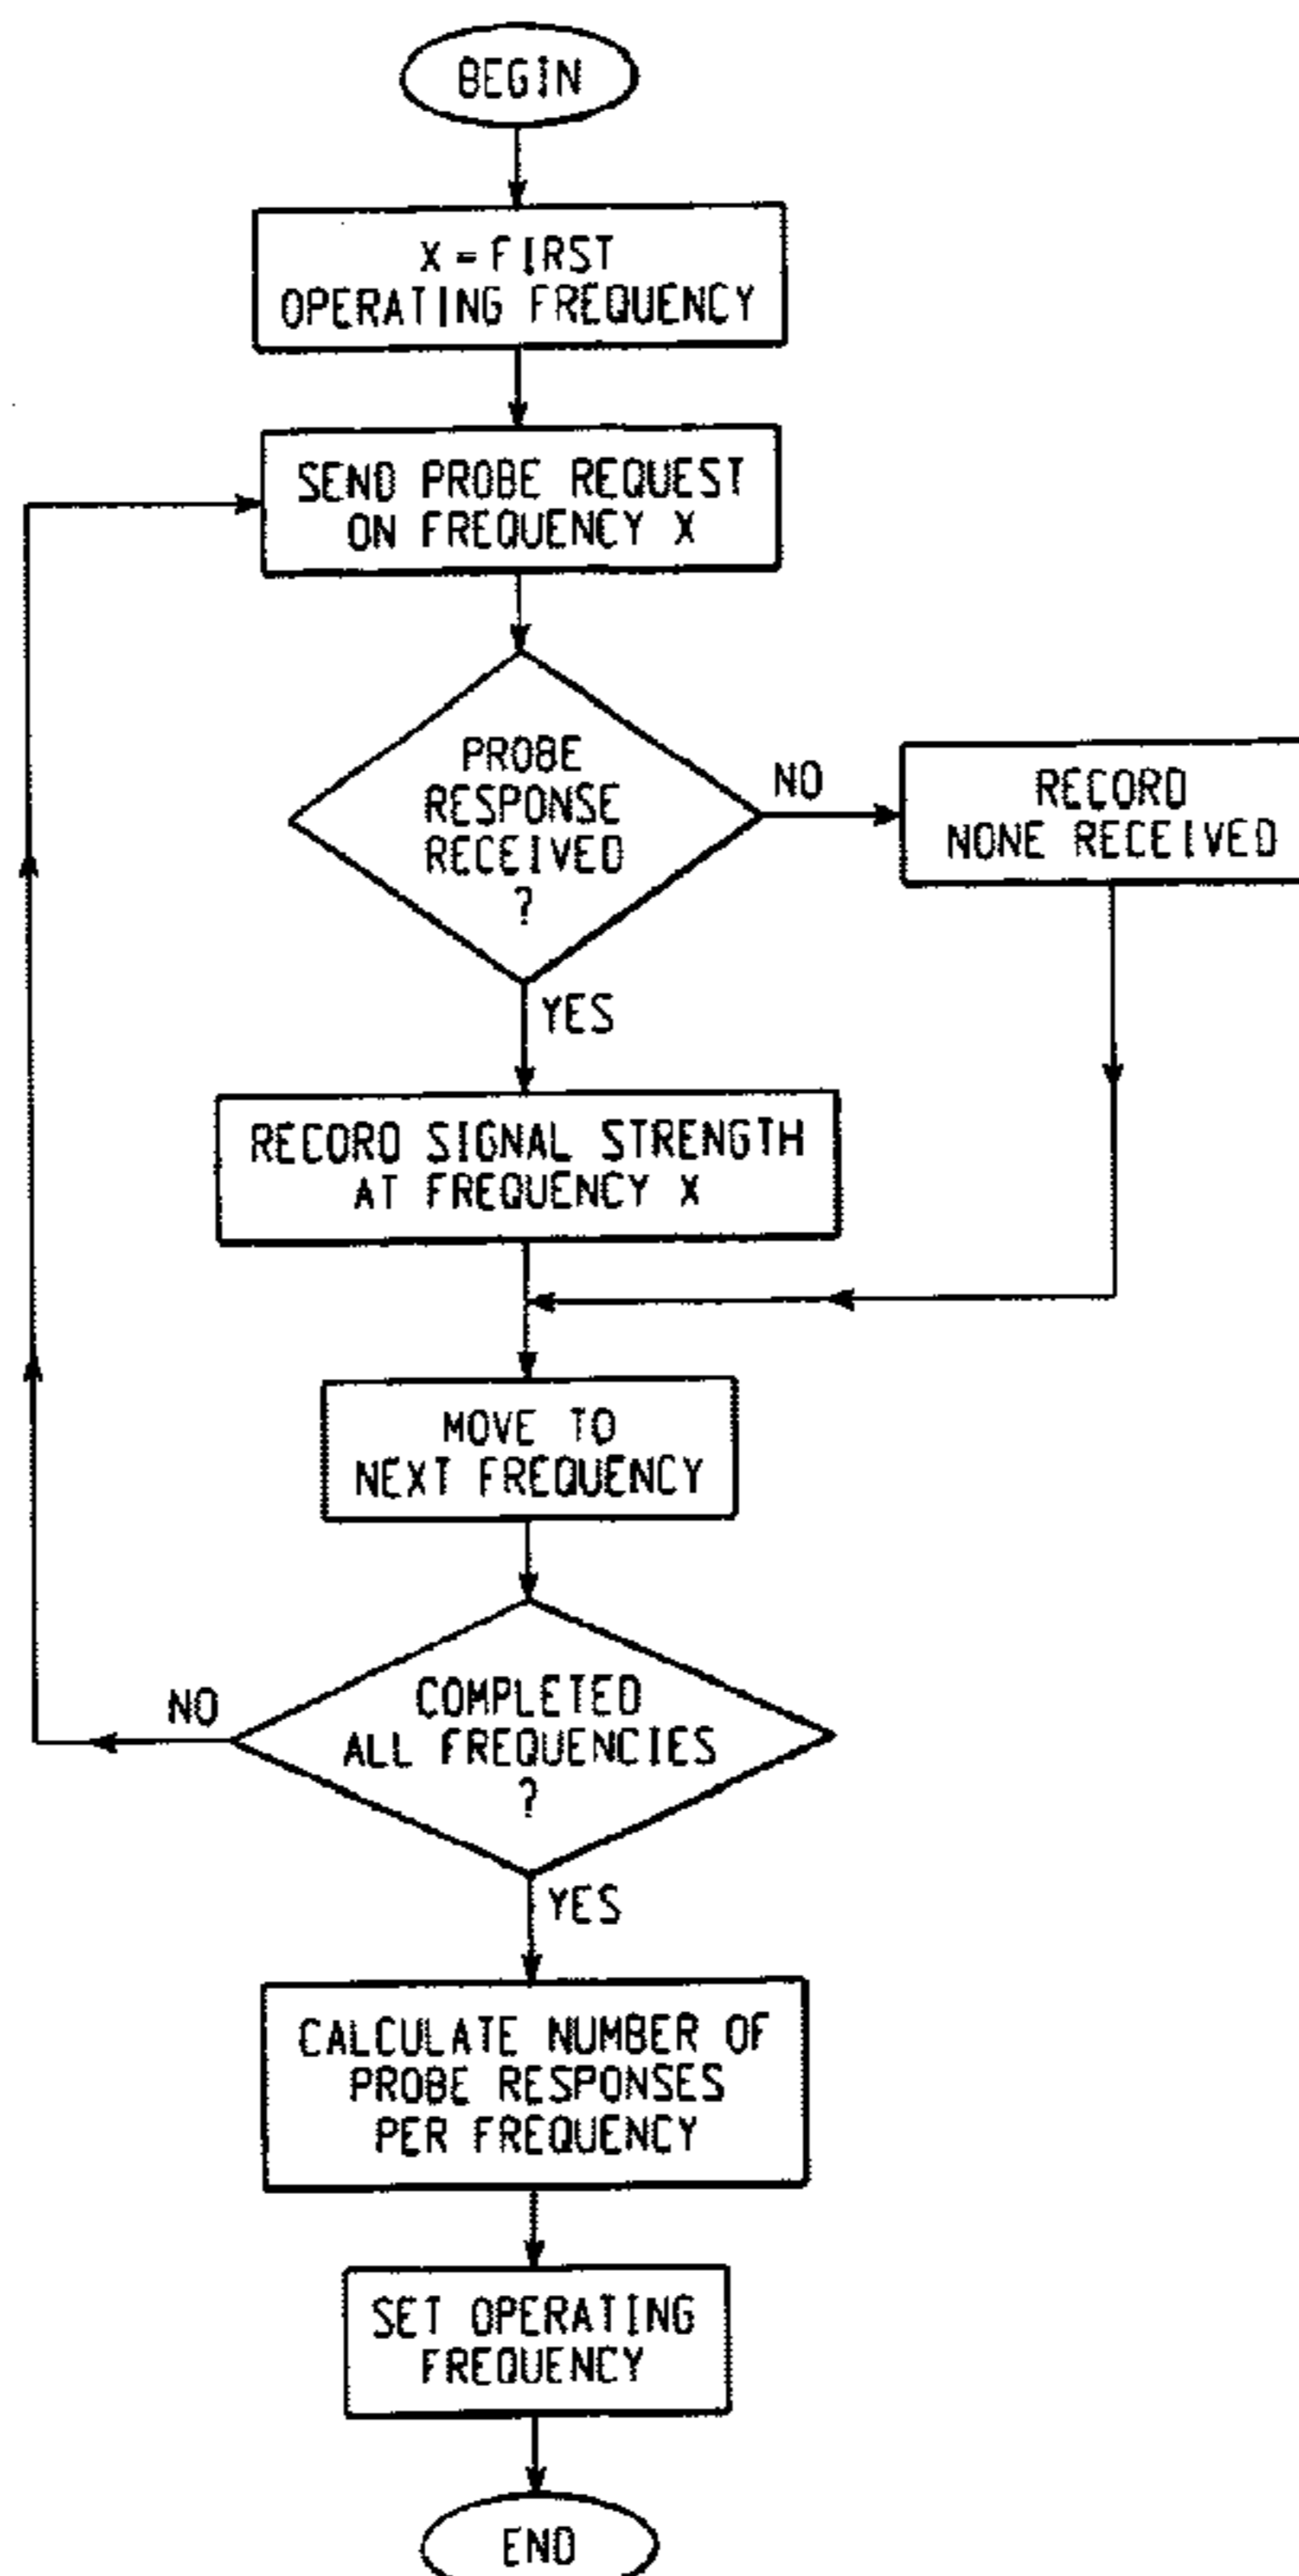 BEGIN
X = FIRST
OPERATING FREQUENCY
SEND PROBE REQUEST
ON FREQUENCY X
PROBE
RESPONSE
RECEIVED
?
NO
RECORD
NONE RECEIVED
YES
RECORD SIGNAL STRENGTH
AT FREQUENCY X
MOVE TO
NEXT FREQUENCY
COMPLETED
ALL FREQUENCIES
?
NO
YES
CALCULATE NUMBER OF
PROBE RESPONSES
PER FREQUENCY
SET OPERATING
FREQUENCY
END